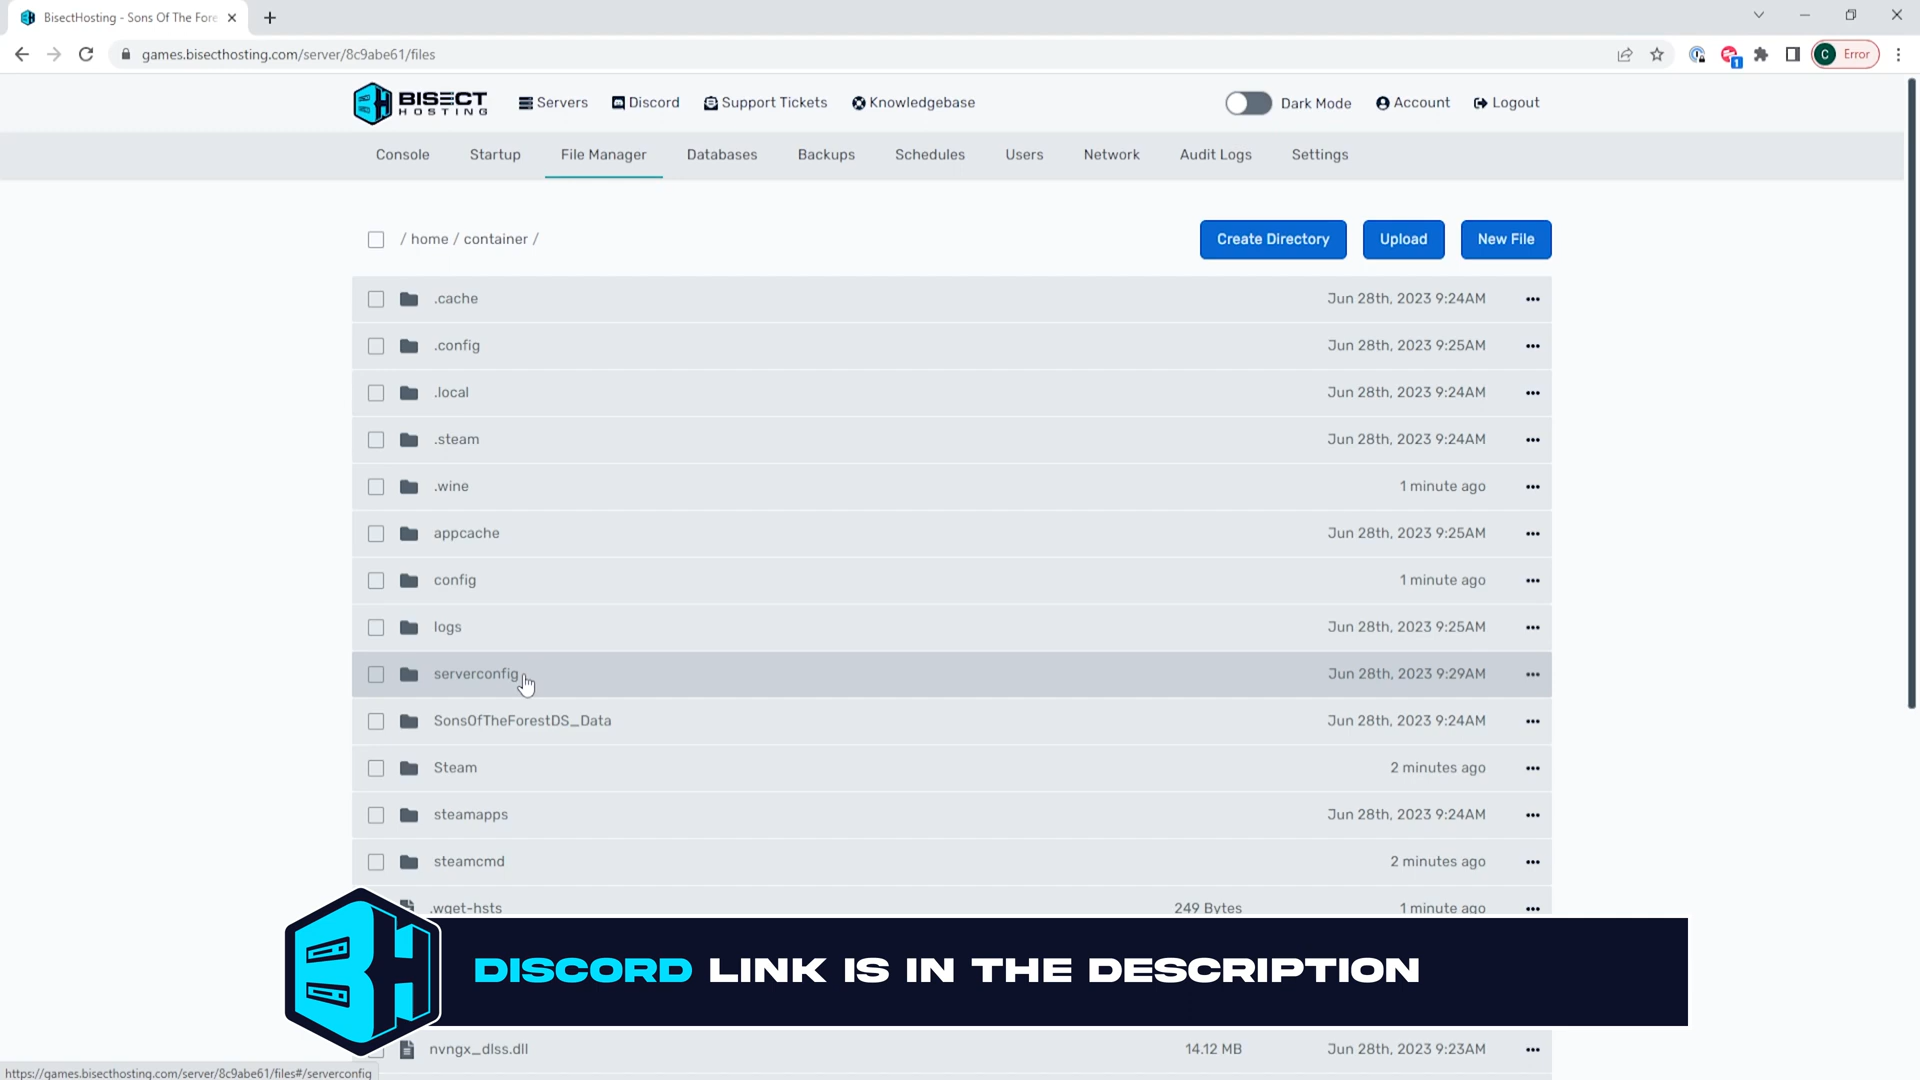 BisectHosting - Sons Of The Fore
games.bisecthosting.com/server/8c9abe61/files
1
C Error
BISECT HOSTING
Servers Discord Support Tickets Knowledgebase Dark Mode Account Logout
Console Startup File Manager Databases Backups Schedules Users Network Audit Logs Settings
/ home / container / Create Directory Upload New File
.cache Jun 28th, 2023 9:24AM
.config Jun 28th, 2023 9:25AM
.local Jun 28th, 2023 9:24AM
.steam Jun 28th, 2023 9:24AM
.wine 1 minute ago
appcache Jun 28th, 2023 9:25AM
config 1 minute ago
logs Jun 28th, 2023 9:25AM
serverconfig Jun 28th, 2023 9:29AM
SonsOfTheForestDS_Data Jun 28th, 2023 9:24AM
Steam 2 minutes ago
steamapps Jun 28th, 2023 9:24AM
steamcmd 2 minutes ago
.wget-hsts 249 Bytes 1 minute ago
DISCORD LINK IS IN THE DESCRIPTION
nvngx_dlss.dll 14.12 MB Jun 28th, 2023 9:23AM
https://games.bisecthosting.com/server/8c9abe61/files#/serverconfig